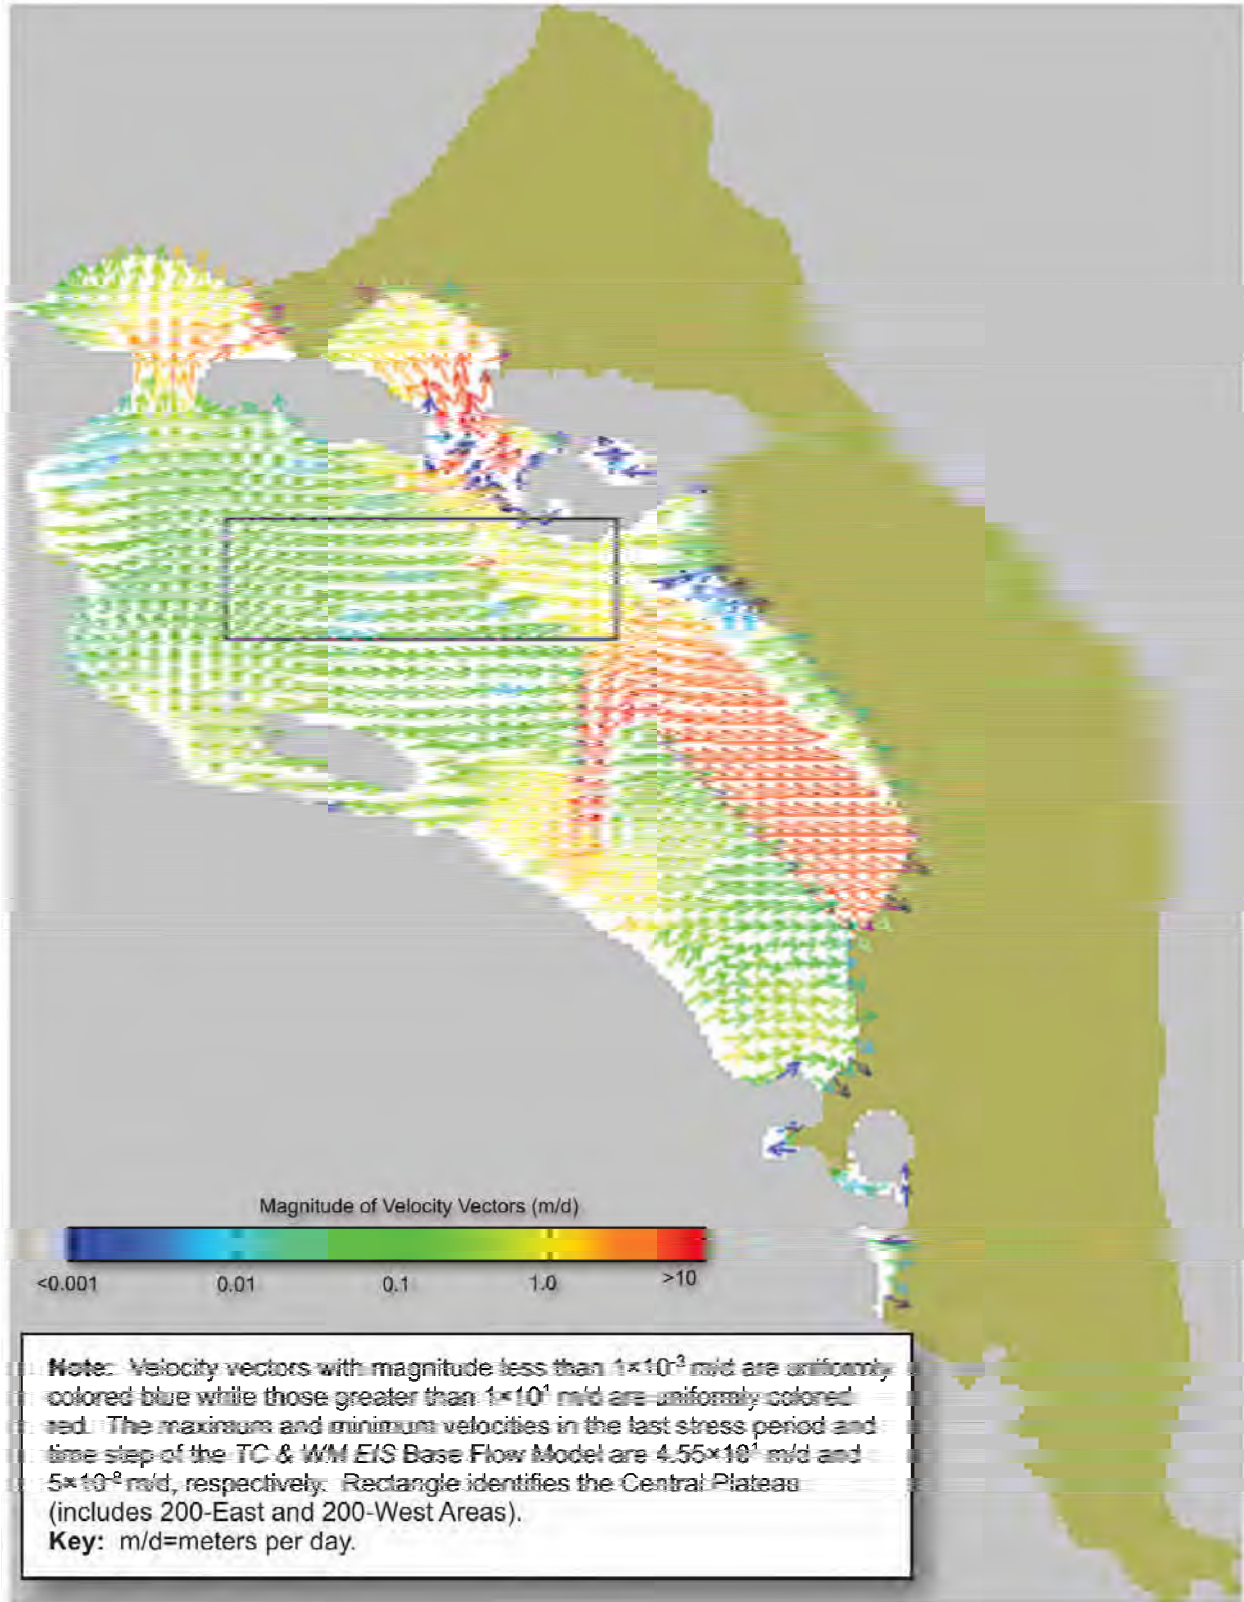 Magnitude of Velocity Vectors (m/d)
<0.001 0.01 0.1 1.0 >10
Note: Velocity vectors with magnitude less than 1×10⁻³ m/d are uniformly
colored blue while those greater than 1×10¹ m/d are uniformly colored
red. The maximum and minimum velocities in the last stress period and
time step of the TC & WM EIS Base Flow Model are 4.55×10¹ m/d and
5×10⁻⁸ m/d, respectively. Rectangle identifies the Central Plateau
(includes 200-East and 200-West Areas).
Key: m/d=meters per day.